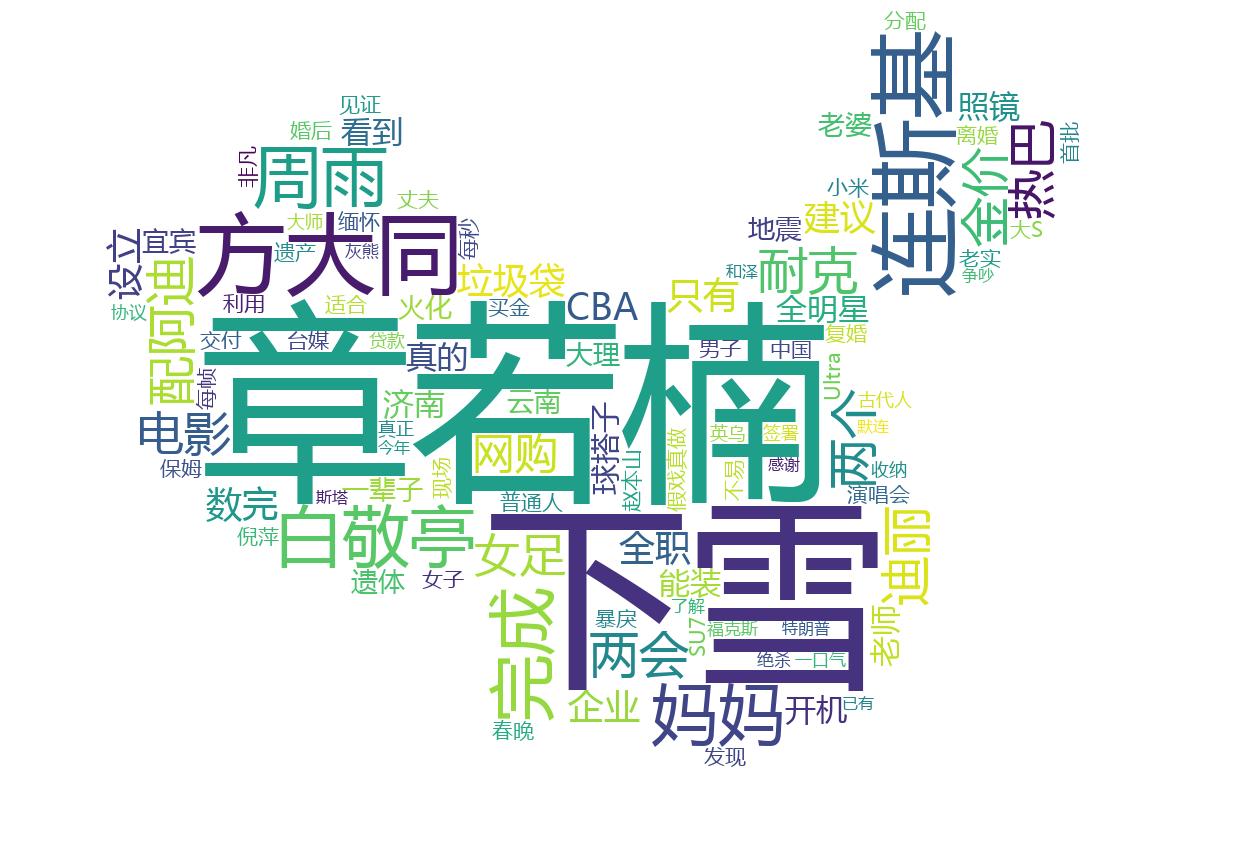 分配
基
照镜
见证
婚后
看到
老婆
连斯
离婚
热巴
首批
周雨
非凡
金价
丈夫
小米
建议
大师
缅怀
方大同
每秒
地震
大S
设立
宜宾
遗产
灰熊
老实
和泽
耐克
争吵
配阿迪
垃圾袋
只有
利用
适合
火化
买金
CBA
全明星
协议
章若楠
交付
台媒
贷款
真的
大理
男子
中国
复婚
Ultra
每帧
济南
云南
球搭子
两个
古代人
电影
真正
今年
网购
假戏真做
英乌
签署
默连
保姆
现场
赵本山
不易
感谢
收纳
数完
斯塔
一辈子
普通人
演唱会
倪萍
白敬亭
女足
下雪
全职
迪丽
遗体
女子
能装
完成
暴戾
了解
SU7
福克斯
特朗普
老师
两会
绝杀
一口气
企业
妈妈
开机
已有
春晚
发现